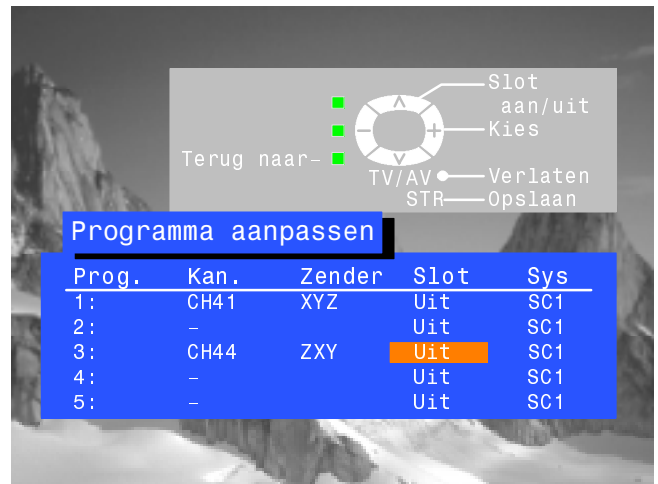 Slot
aan/uit
Kies
Terug naar-
TV/AV
Verlaten
STR
Opslaan
Programma aanpassen
Prog. Kan. Zender Slot Sys
1: CH41 XYZ Uit SC1
2: – Uit SC1
3: CH44 ZXY Uit SC1
4: – Uit SC1
5: – Uit SC1